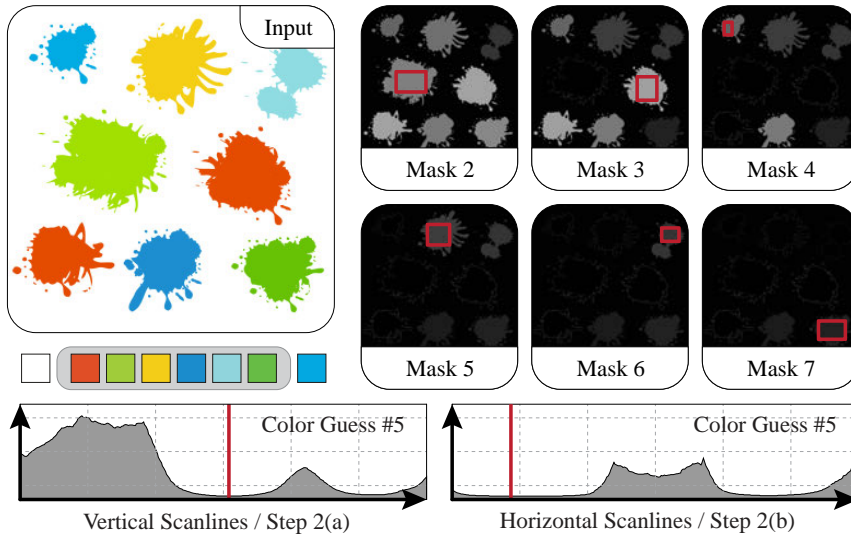 Input
Mask 2
Mask 3
Mask 4
Mask 5
Mask 6
Mask 7
Color Guess #5
Color Guess #5
Vertical Scanlines / Step 2(a)
Horizontal Scanlines / Step 2(b)